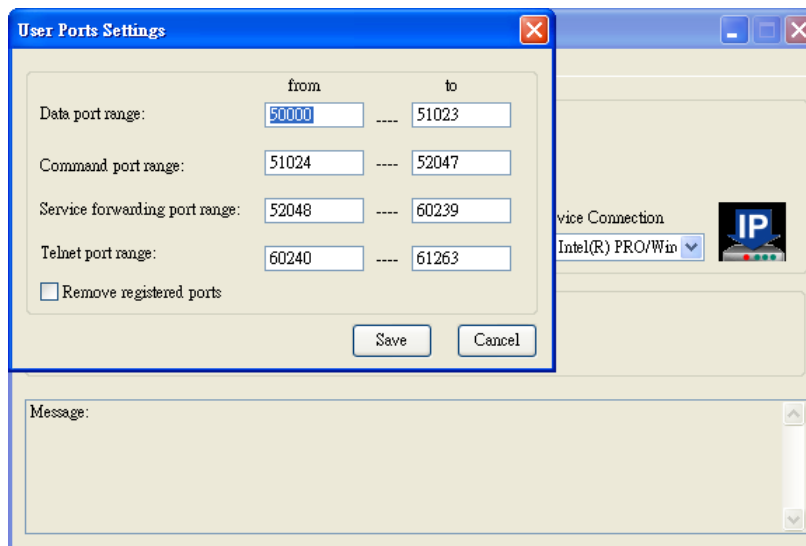 User Ports Settings
from to
Data port range: 50000 ---- 51023
Command port range: 51024 ---- 52047
Service forwarding port range: 52048 ---- 60239
Telnet port range: 60240 ---- 61263
Remove registered ports
Save Cancel
vice Connection
Intel(R) PRO/Win
IP
Message: